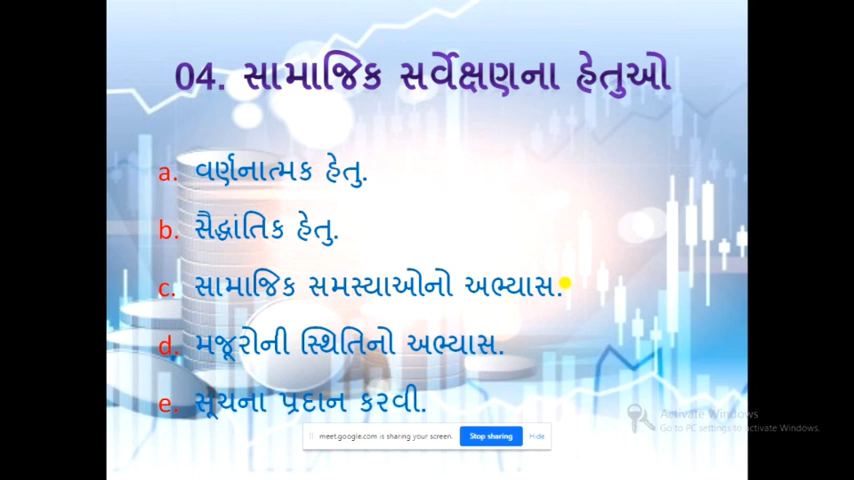 04. સામાજિક સર્વેક્ષણના હેતુઓ
a. વર્ણનાત્મક હેતુ.
b. સૈદ્ધાંતિક હેતુ.
c. સામાજિક સમસ્યાઓનો અભ્યાસ.
d. મજૂરોની સ્થિતિનો અભ્યાસ.
e. સૂચના પ્રદાન કરવી.
Activate Windows
Go to PC settings to activate Windows.
meet.google.com is sharing your screen. Stop sharing Hide